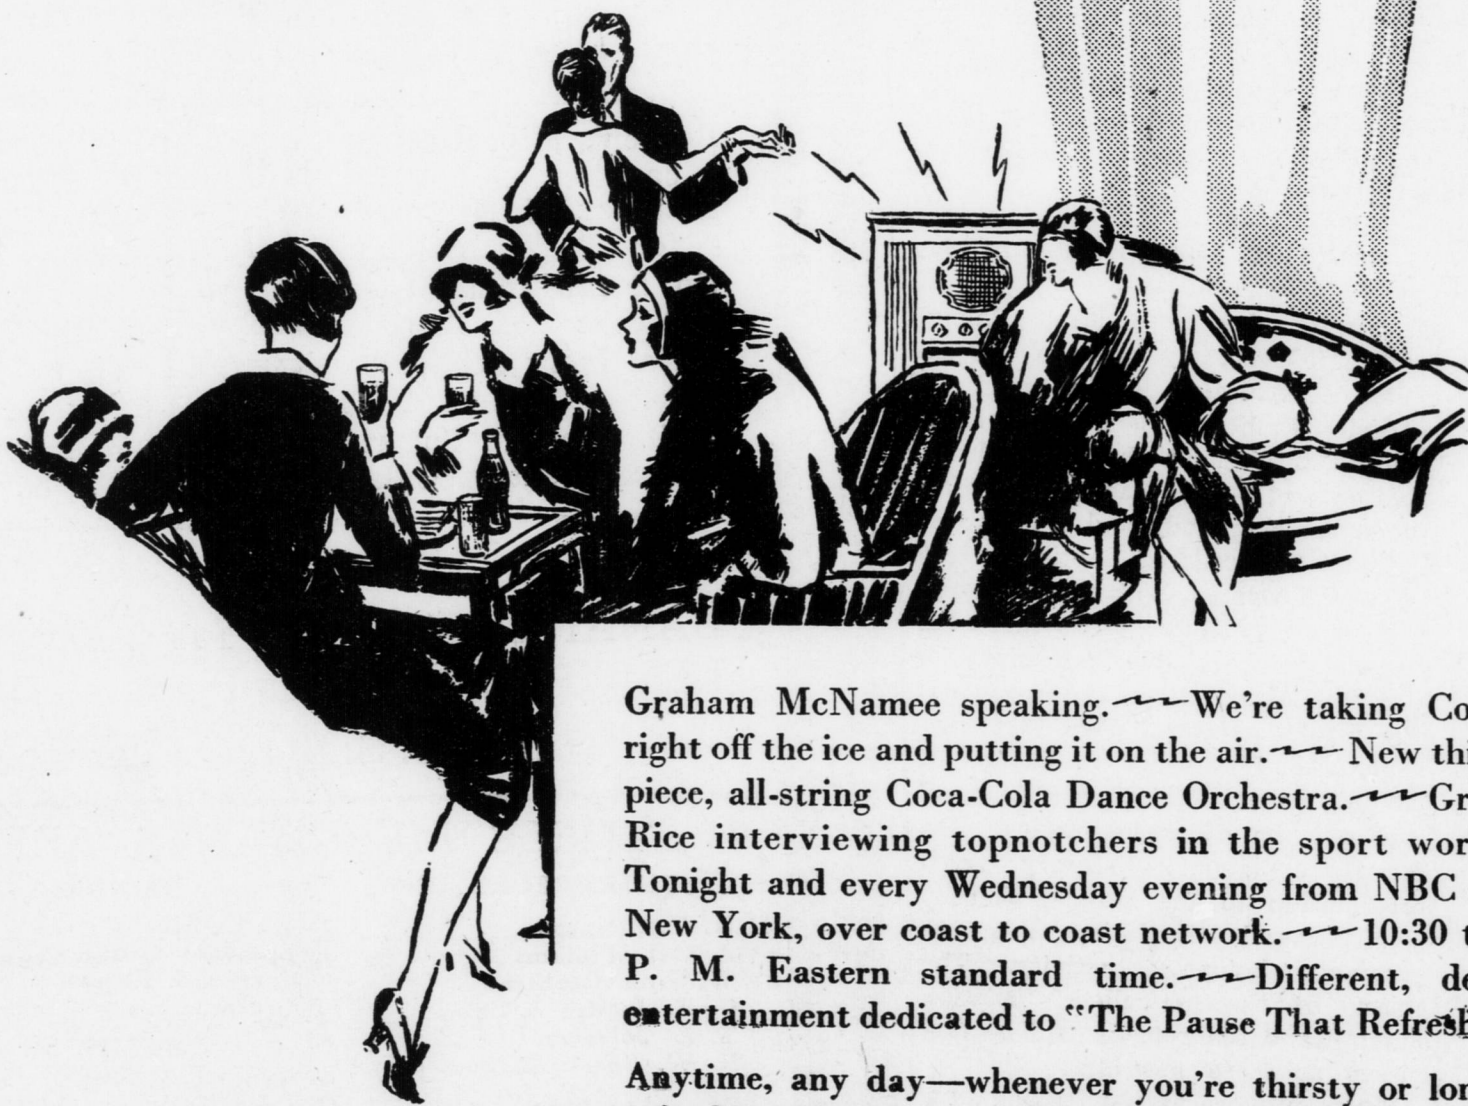 Graham McNamee speaking. We're taking Co
right off the ice and putting it on the air. New thi
piece, all-string Coca-Cola Dance Orchestra. Gr
Rice interviewing topnotchers in the sport wor
Tonight and every Wednesday evening from NBC
New York, over coast to coast network. 10:30 t
P. M. Eastern standard time. Different, de
entertainment dedicated to "The Pause That Refresh
Anytime, any day—whenever you're thirsty or lon